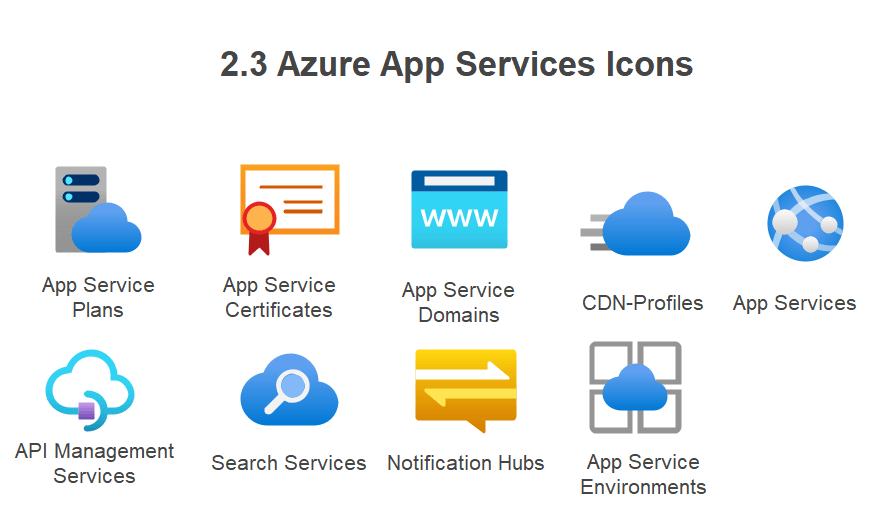 2.3 Azure App Services Icons
WWW
App Service
Plans
App Service
Certificates
App Service
Domains
CDN-Profiles
App Services
API Management
Services
Search Services
Notification Hubs
App Service
Environments